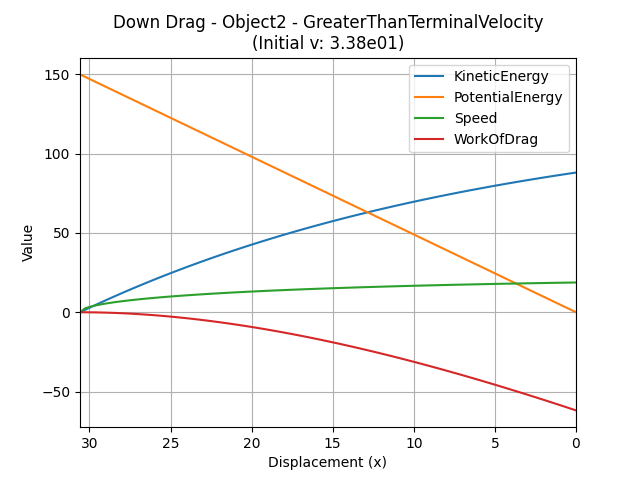 Down Drag - Object2 - GreaterThanTerminalVelocity
(Initial v: 3.38e01)
KineticEnergy
PotentialEnergy
Speed
WorkOfDrag
Value
150
100
50
0
−50
30 25 20 15 10 5 0
Displacement (x)